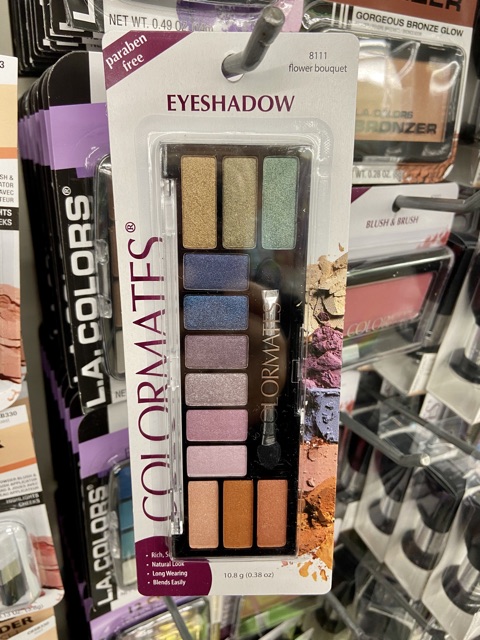 NET WT. 0.49 OZ
GORGEOUS BRONZE GLOW
paraben
free
8111
flower bouquet
EYESHADOW
COLORMATES®
COLORMATES
Rich, S
• Natural Look
• Long Wearing
• Blends Easily
10.8 g (0.38 oz)
L.A. COLORS®
L.A. COLORS
L.A. COLORS
BRONZER
BLUSH & BRUSH